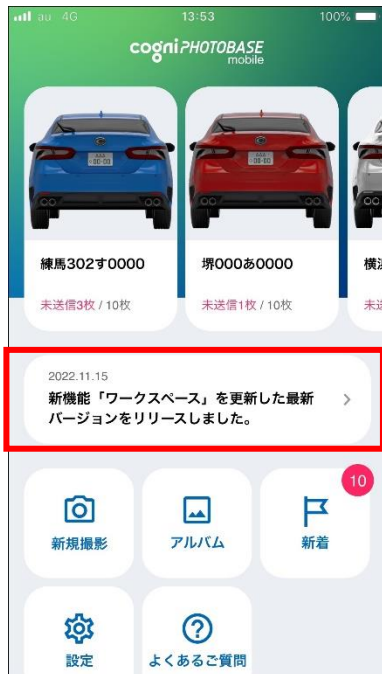 au 4G 13:53 100%
cogni PHOTOBASE
mobile
練馬302す0000
堺000あ0000
横浜
未送信3枚 / 10枚
未送信1枚 / 10枚
未送
2022.11.15
新機能「ワークスペース」を更新した最新
バージョンをリリースしました。
10
新規撮影
アルバム
新着
設定
よくあるご質問